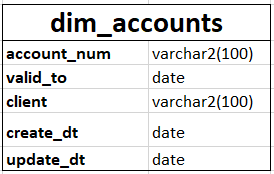 dim_accounts
account_num varchar2(100)
valid_to date
client varchar2(100)
create_dt date
update_dt date